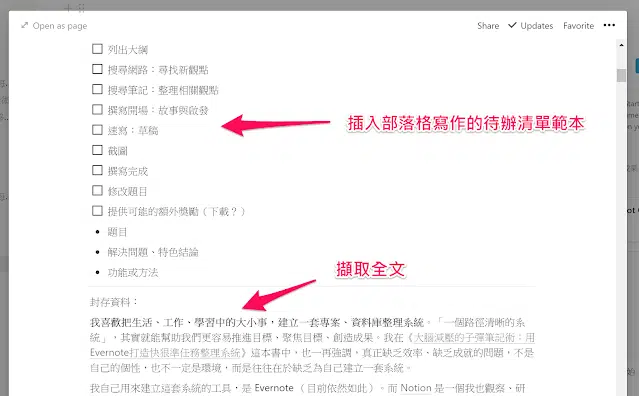 Open as page
Share
Updates
Favorite
列出大綱
搜尋網路：尋找新觀點
搜尋筆記：整理相關觀點
撰寫開場：故事與啟發
速寫：草稿
截圖
撰寫完成
修改題目
提供可能的額外獎勵（下載？）
插入部落格寫作的待辦清單範本
題目
解決問題、特色結論
功能或方法
擷取全文
封存資料：
我喜歡把生活、工作、學習中的大小事，建立一套專案、資料庫整理系統。「一個路徑清晰的系
統」，其實就能幫助我們更容易推進目標、聚焦目標、創造成果。我在《大腦減壓的子彈筆記術：用
Evernote打造快狠準任務整理系統》這本書中，也一再強調，真正缺乏效率、缺乏成就的問題，不是
自己的個性，也不一定是環境，而是往往在於缺乏為自己建立一套系統。
我自己用來建立這套系統的工具，是 Evernote （目前依然如此）。而 Notion 是一個我也觀察、研